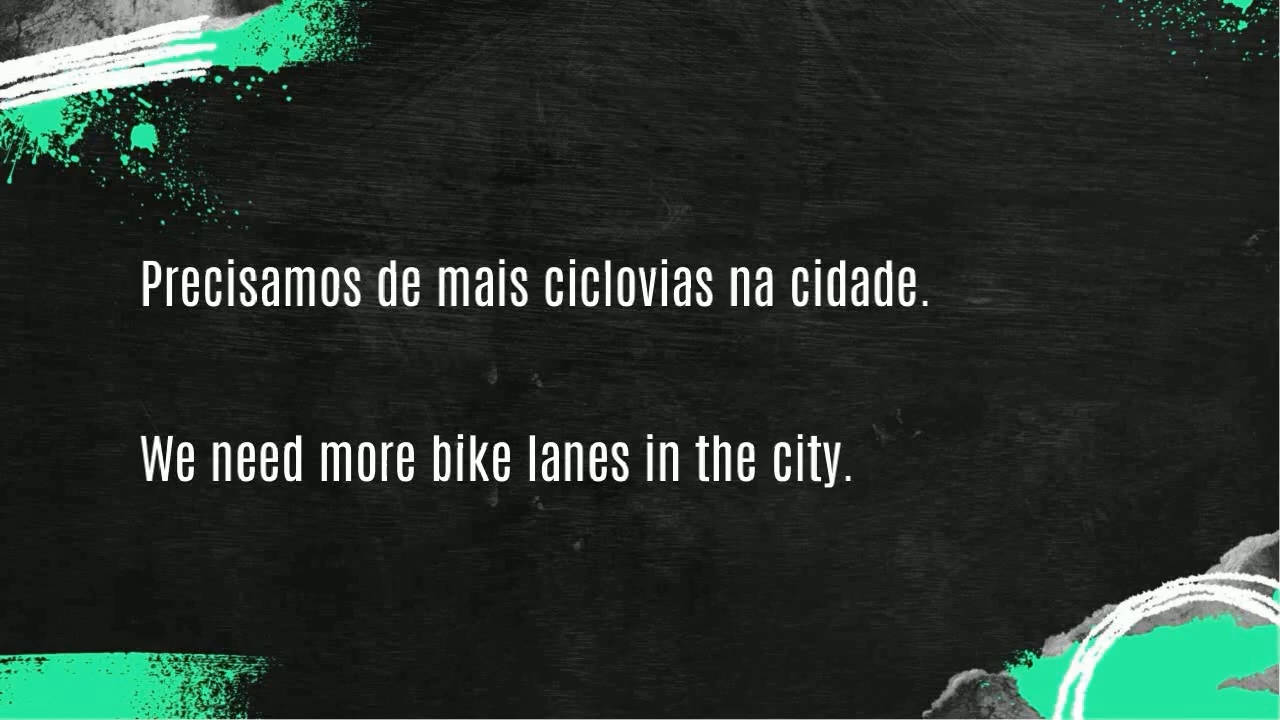 Precisamos de mais ciclovias na cidade.
We need more bike lanes in the city.